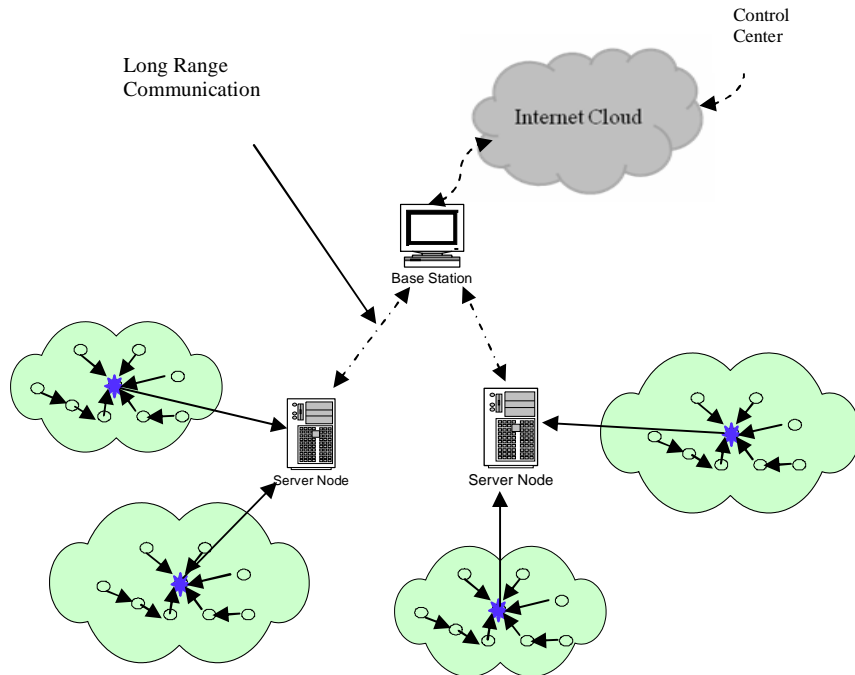 Control
Center
Long Range
Communication
Internet Cloud
Base Station
Server Node
Server Node